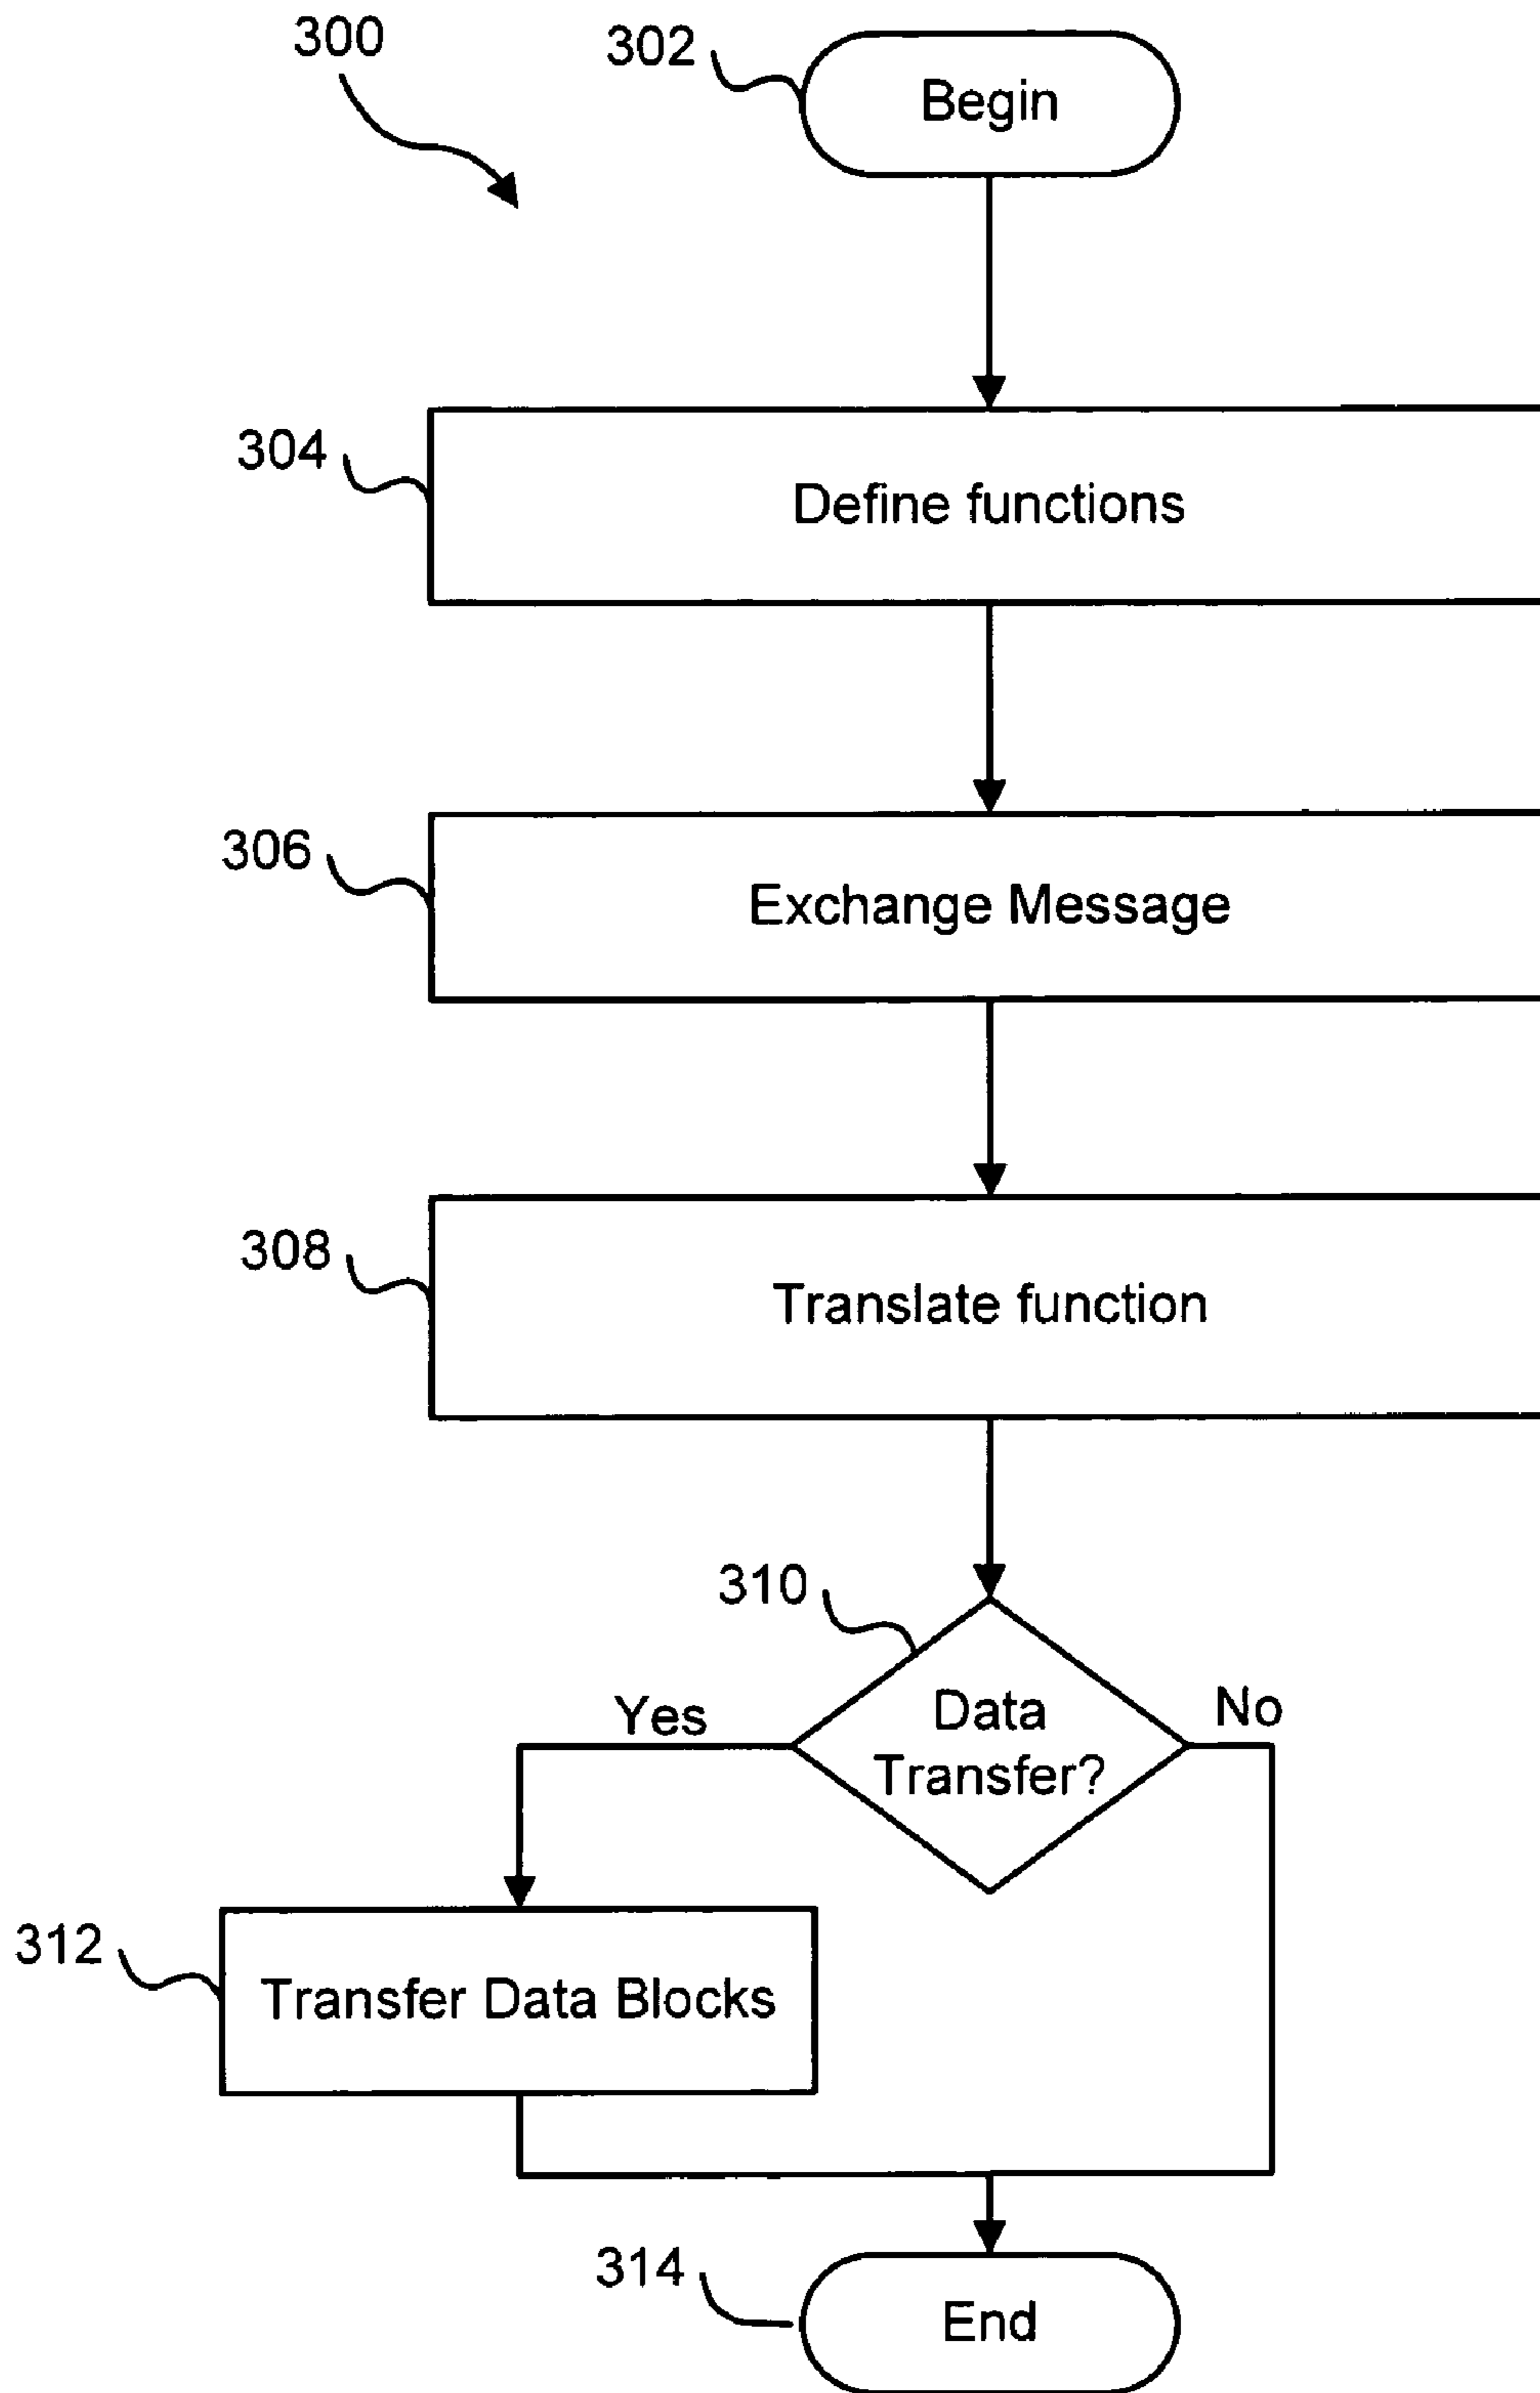 300
302
Begin
304
Define functions
306
Exchange Message
308
Translate function
310
Yes
Data
Transfer?
No
312
Transfer Data Blocks
314
End